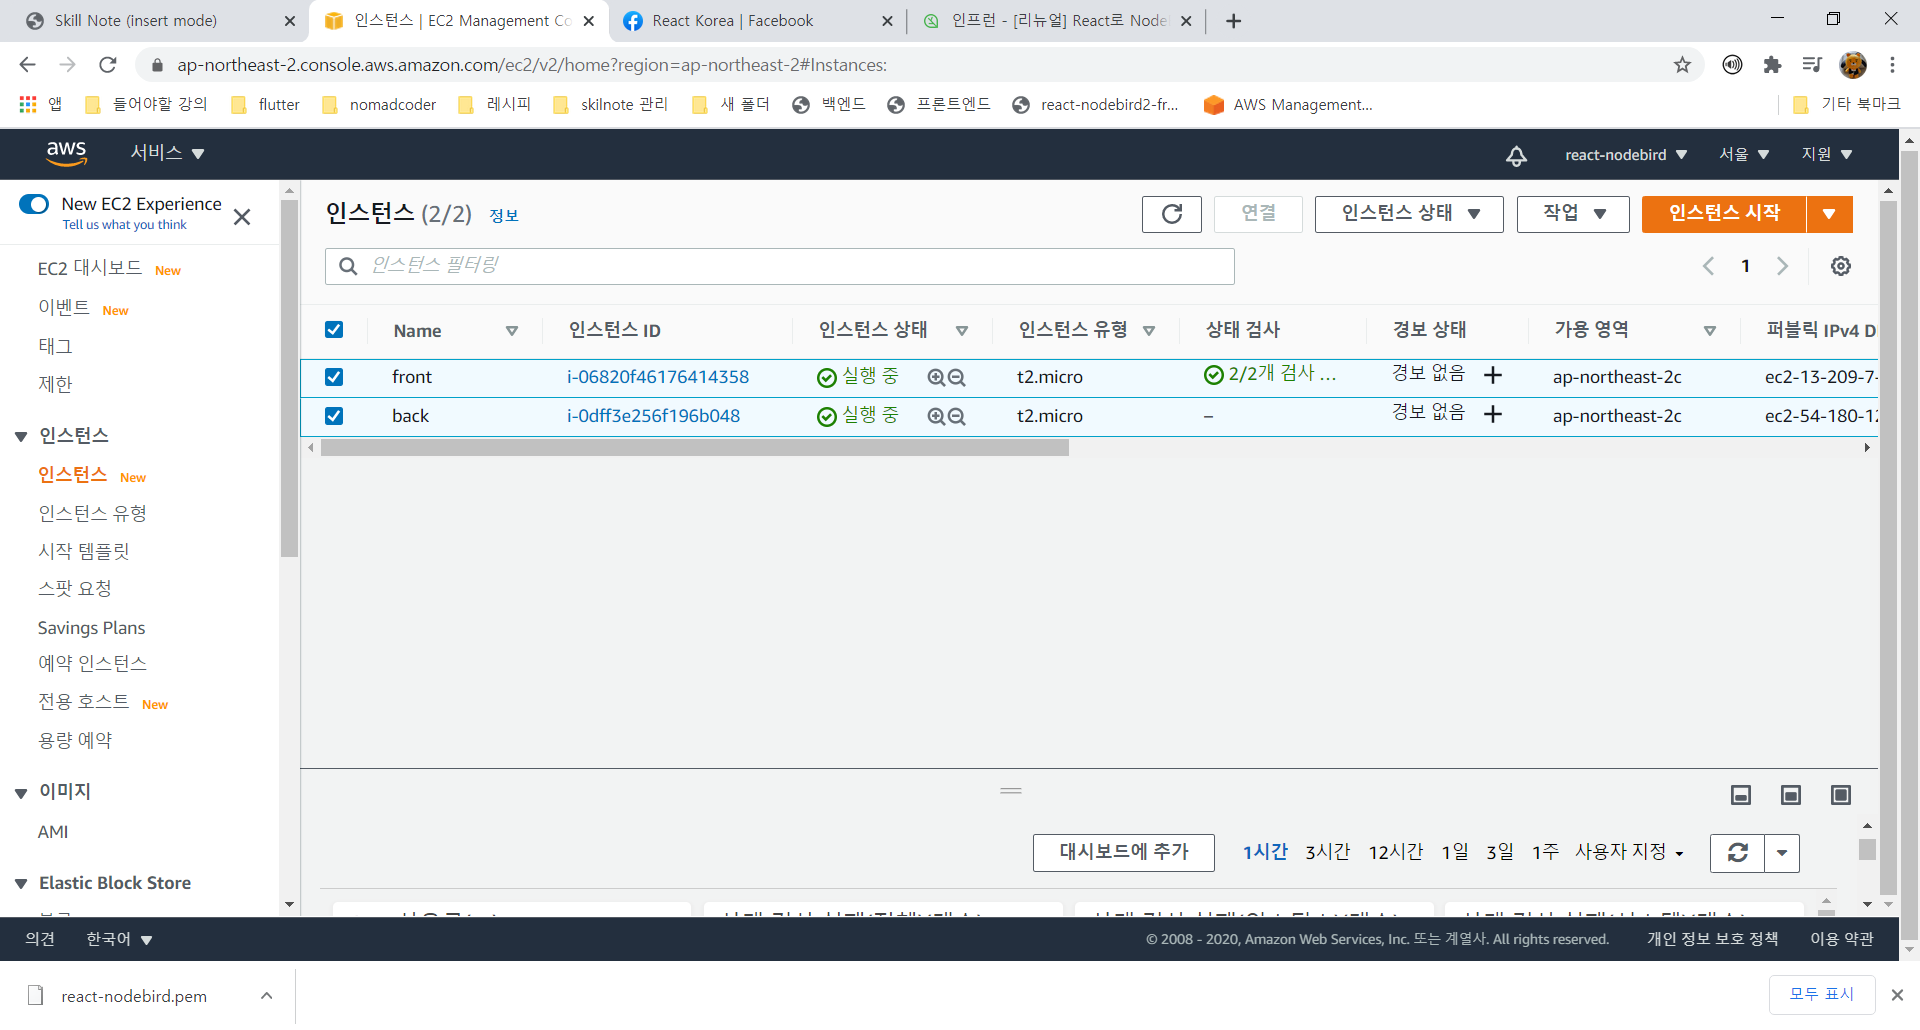 Skill Note (insert mode)
인스턴스 | EC2 Management Co
React Korea | Facebook
인프런 - [리뉴얼] React로 Node
ap-northeast-2.console.aws.amazon.com/ec2/v2/home?region=ap-northeast-2#Instances:
앱
들어야할 강의
flutter
nomadcoder
레시피
skilnote 관리
새 폴더
백엔드
프론트엔드
react-nodebird2-fr...
AWS Management...
기타 북마크
aws
서비스
react-nodebird
서울
지원
New EC2 Experience
Tell us what you think
EC2 대시보드 New
이벤트 New
태그
제한
인스턴스
인스턴스 New
인스턴스 유형
시작 템플릿
스팟 요청
Savings Plans
예약 인스턴스
전용 호스트 New
용량 예약
이미지
AMI
Elastic Block Store
인스턴스 (2/2) 정보
연결
인스턴스 상태
작업
인스턴스 시작
인스턴스 필터링
1
Name 인스턴스 ID 인스턴스 상태 인스턴스 유형 상태 검사 경보 상태 가용 영역 퍼블릭 IPv4 D
front i-06820f46176414358 실행 중 t2.micro 2/2개 검사 ... 경보 없음 + ap-northeast-2c ec2-13-209-7-
back i-0dff3e256f196b048 실행 중 t2.micro – 경보 없음 + ap-northeast-2c ec2-54-180-12
대시보드에 추가
1시간 3시간 12시간 1일 3일 1주 사용자 지정
의견
한국어
© 2008 - 2020, Amazon Web Services, Inc. 또는 계열사. All rights reserved.
개인 정보 보호 정책
이용 약관
react-nodebird.pem
모두 표시